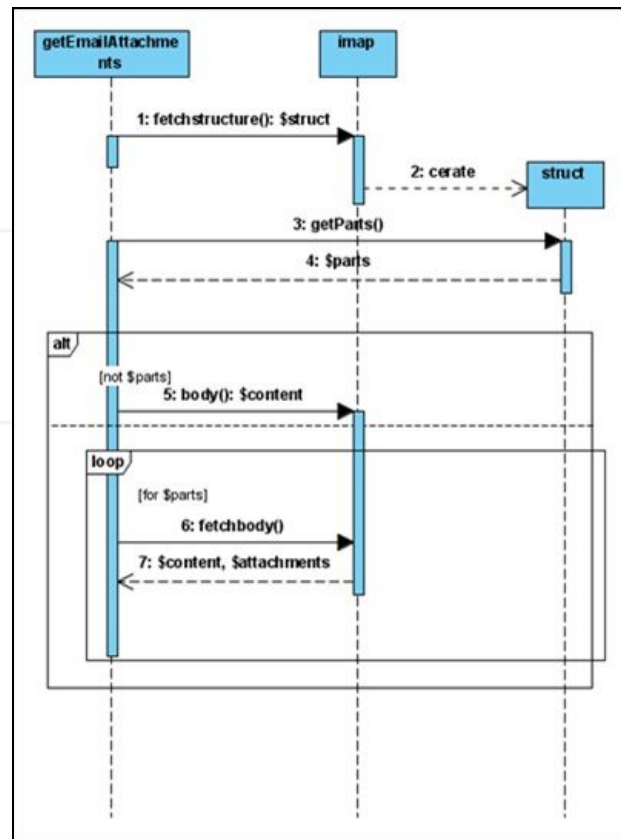 getEmailAttachme
nts
imap
1: fetchstructure(): $struct
2: cerate
struct
3: getParts()
4: $parts
alt
[not $parts]
5: body(): $content
loop
[for $parts]
6: fetchbody()
7: $content, $attachments